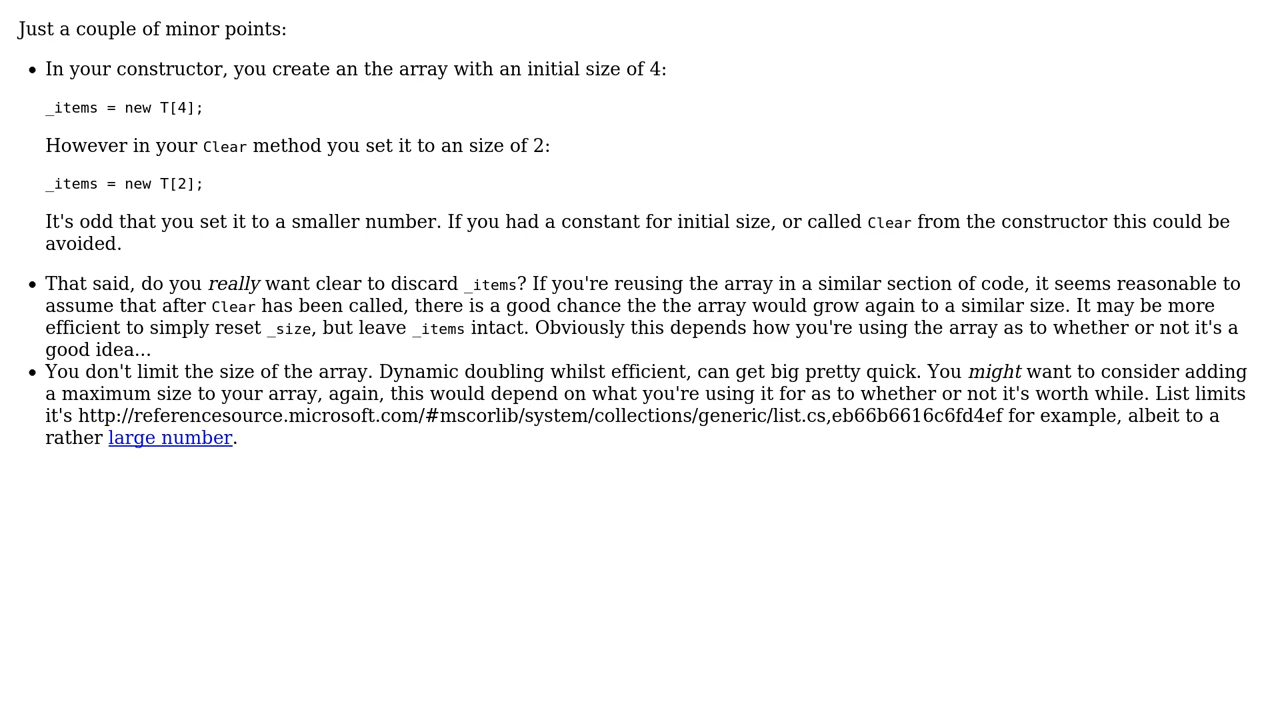 Just a couple of minor points:
• In your constructor, you create an the array with an initial size of 4:
_items = new T[4];
However in your Clear method you set it to an size of 2:
_items = new T[2];
It's odd that you set it to a smaller number. If you had a constant for initial size, or called Clear from the constructor this could be
avoided.
• That said, do you really want clear to discard _items? If you're reusing the array in a similar section of code, it seems reasonable to
assume that after Clear has been called, there is a good chance the the array would grow again to a similar size. It may be more
efficient to simply reset _size, but leave _items intact. Obviously this depends how you're using the array as to whether or not it's a
good idea...
• You don't limit the size of the array. Dynamic doubling whilst efficient, can get big pretty quick. You might want to consider adding
a maximum size to your array, again, this would depend on what you're using it for as to whether or not it's worth while. List limits
it's http://referencesource.microsoft.com/#mscorlib/system/collections/generic/list.cs,eb66b6616c6fd4ef for example, albeit to a
rather large number.